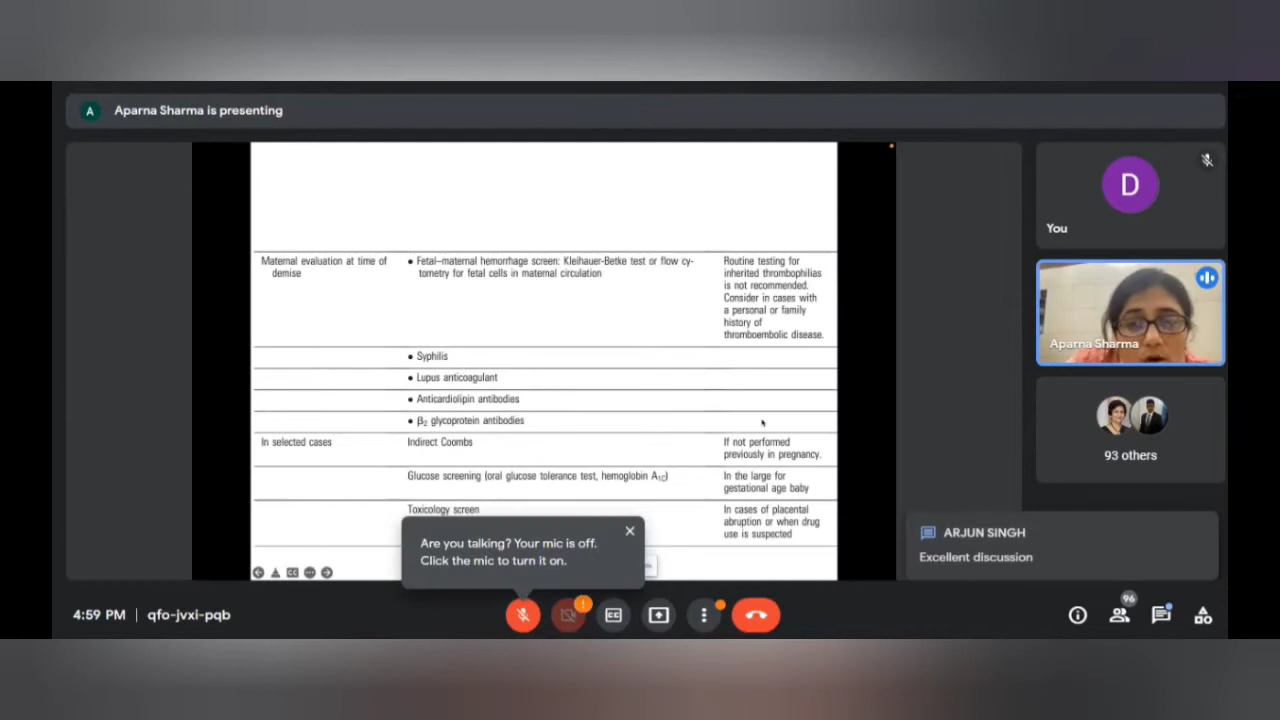 A
Aparna Sharma is presenting
Maternal evaluation at time of
demise
• Fetal–maternal hemorrhage screen: Kleihauer-Betke test or flow cy-
tometry for fetal cells in maternal circulation
Routine testing for
inherited thrombophilias
is not recommended.
Consider in cases with
a personal or family
history of
thromboembolic disease.
• Syphilis
• Lupus anticoagulant
• Anticardiolipin antibodies
• β2 glycoprotein antibodies
In selected cases
Indirect Coombs
If not performed
previously in pregnancy.
Glucose screening (oral glucose tolerance test, hemoglobin A1C)
In the large for
gestational age baby
Toxicology screen
In cases of placental
abruption or when drug
use is suspected
D
You
Aparna Sharma
93 others
ARJUN SINGH
Excellent discussion
Are you talking? Your mic is off.
Click the mic to turn it on.
4:59 PM | qfo-jvxi-pqb
96